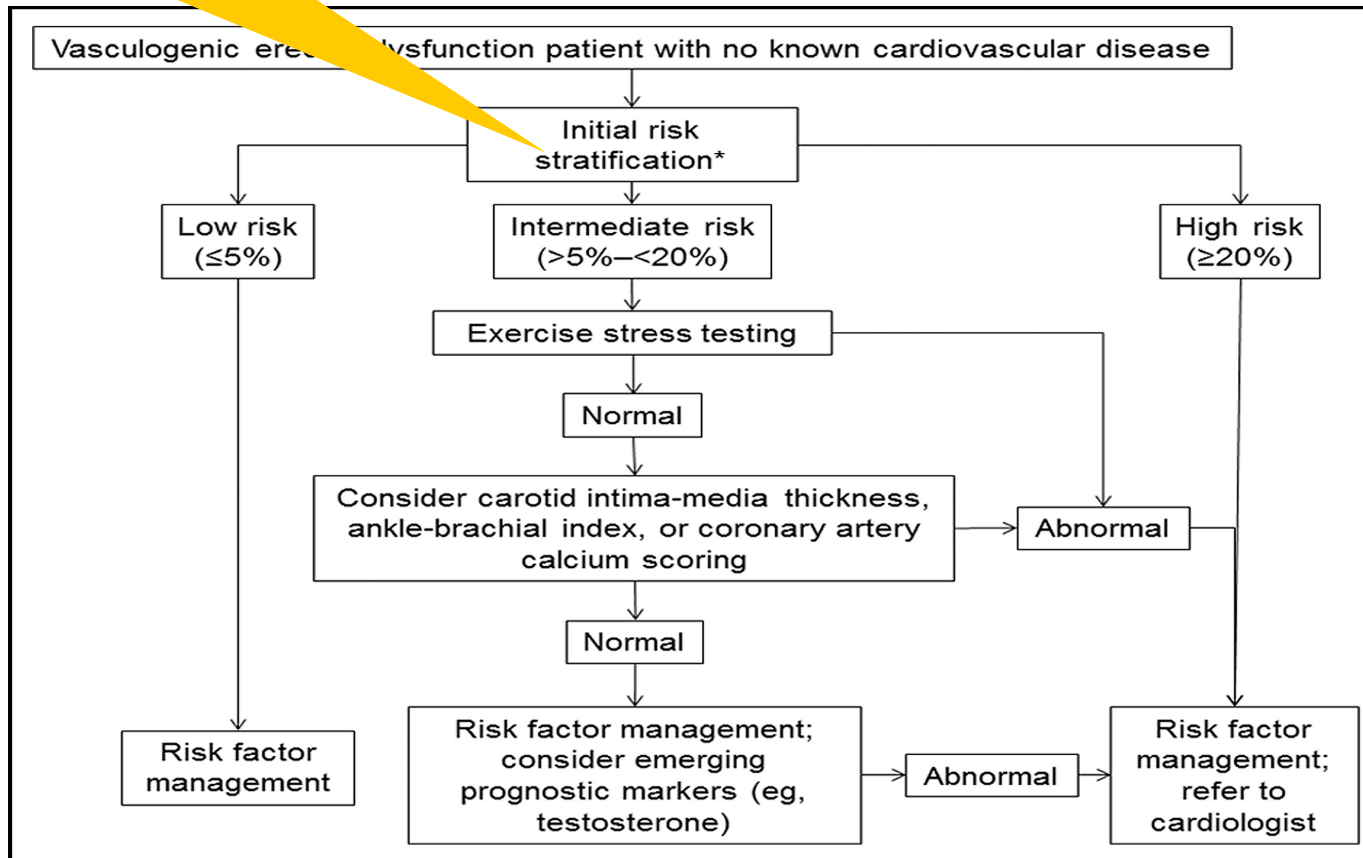 Vasculogenic dysfunction patient with no known cardiovascular disease
Initial risk
stratification*
Low risk
(≤5%)
Intermediate risk
(>5%–<20%)
High risk
(≥20%)
Exercise stress testing
Normal
Consider carotid intima-media thickness,
ankle-brachial index, or coronary artery
calcium scoring
Abnormal
Normal
Risk factor
management
Risk factor management;
consider emerging
prognostic markers (eg,
testosterone)
Abnormal
Risk factor
management;
refer to
cardiologist